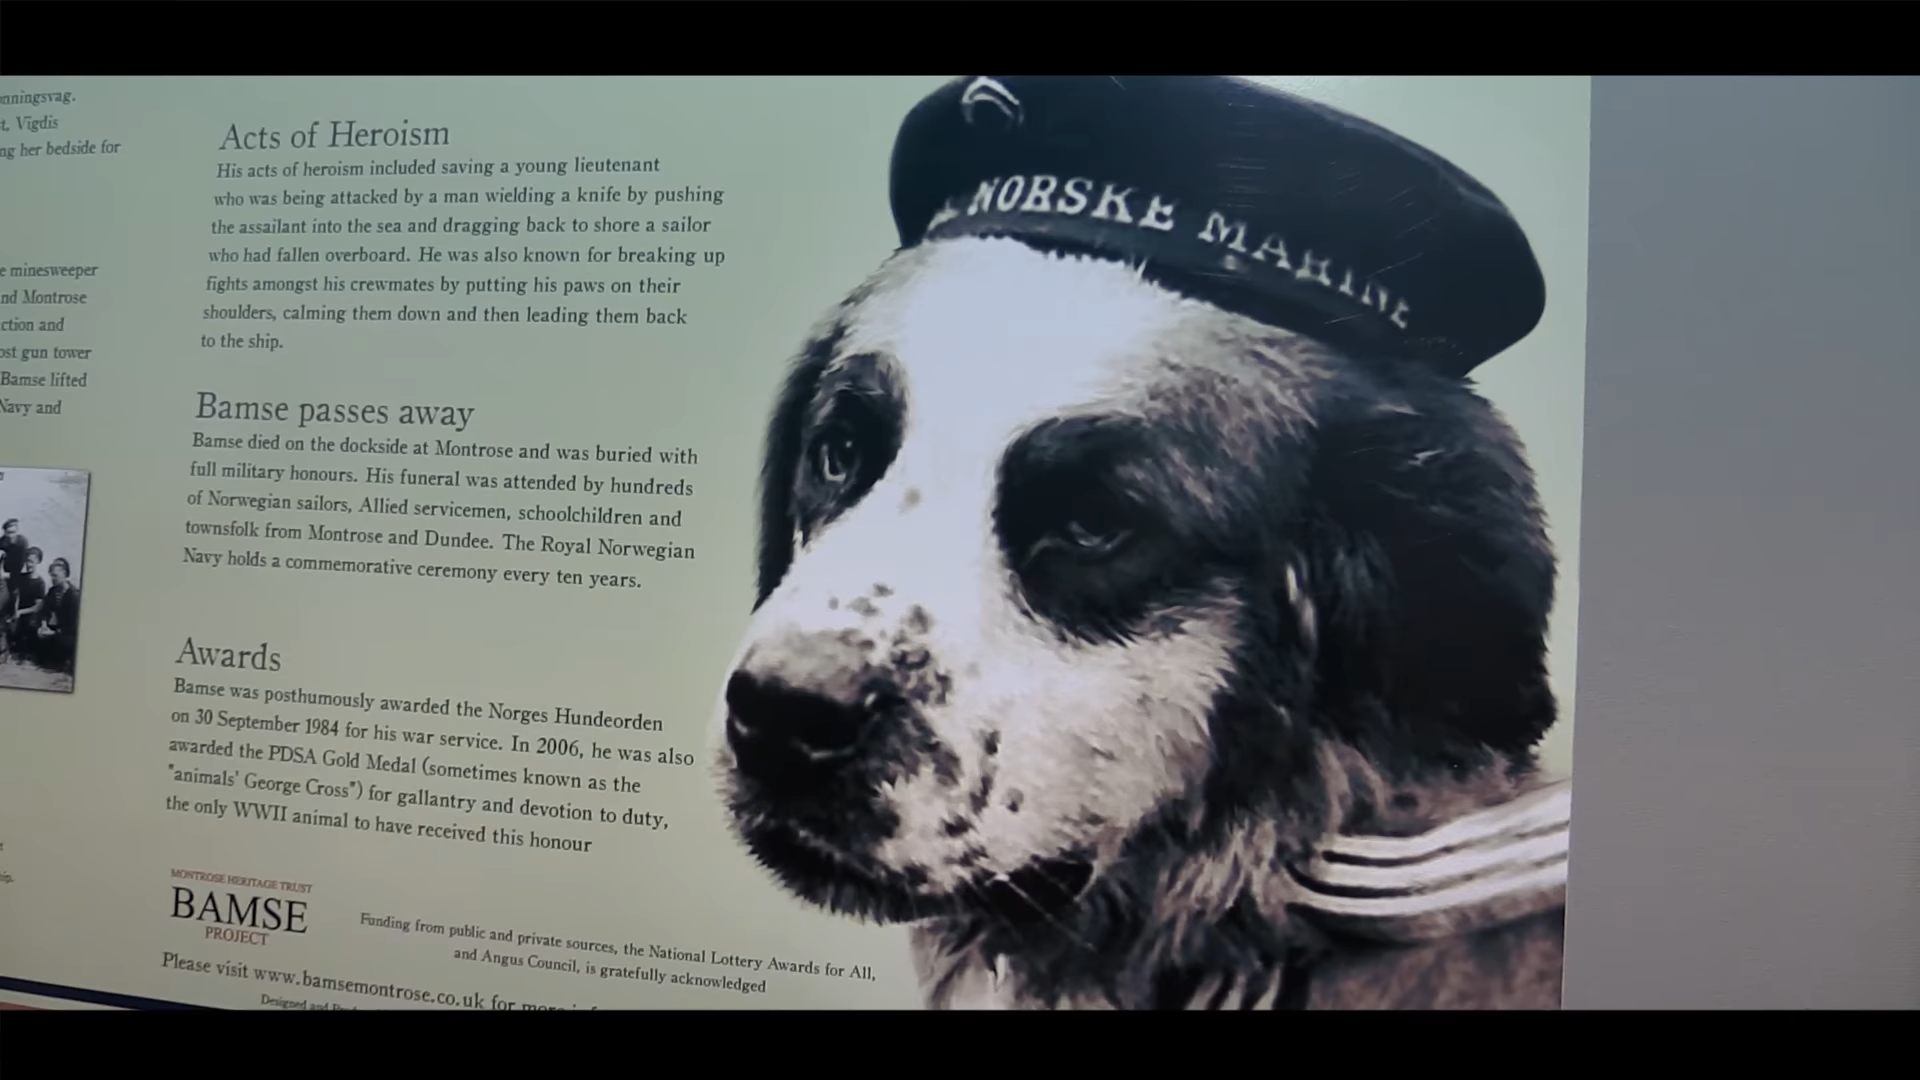 onningsvag.
t, Vigdis
ng her bedside for
e minesweeper
nd Montrose
ction and
ost gun tower
Bamse lifted
Navy and
Acts of Heroism
His acts of heroism included saving a young lieutenant
who was being attacked by a man wielding a knife by pushing
the assailant into the sea and dragging back to shore a sailor
who had fallen overboard. He was also known for breaking up
fights amongst his crewmates by putting his paws on their
shoulders, calming them down and then leading them back
to the ship.
Bamse passes away
Bamse died on the dockside at Montrose and was buried with
full military honours. His funeral was attended by hundreds
of Norwegian sailors, Allied servicemen, schoolchildren and
townsfolk from Montrose and Dundee. The Royal Norwegian
Navy holds a commemorative ceremony every ten years.
Awards
Bamse was posthumously awarded the Norges Hundeorden
on 30 September 1984 for his war service. In 2006, he was also
awarded the PDSA Gold Medal (sometimes known as the
"animals' George Cross") for gallantry and devotion to duty,
the only WWII animal to have received this honour
MONTROSE HERITAGE TRUST
BAMSE
PROJECT
Funding from public and private sources, the National Lottery Awards for All,
and Angus Council, is gratefully acknowledged
Please visit www.bamsemontrose.co.uk for more
Designed and
NORSKE MARINE